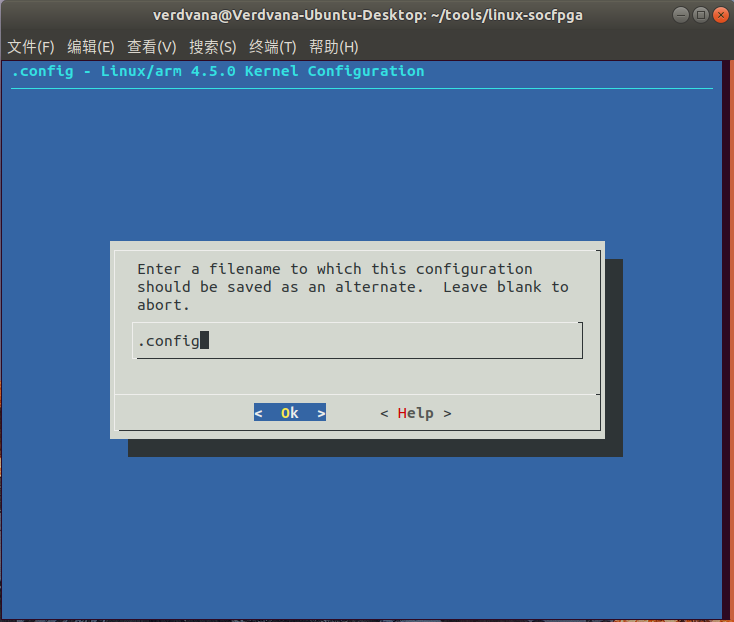 verdvana@Verdvana-Ubuntu-Desktop: ~/tools/linux-socfpga
文件(F) 编辑(E) 查看(V) 搜索(S) 终端(T) 帮助(H)
.config - Linux/arm 4.5.0 Kernel Configuration
Enter a filename to which this configuration
should be saved as an alternate.  Leave blank to
abort.
.config
<  Ok  > < Help >